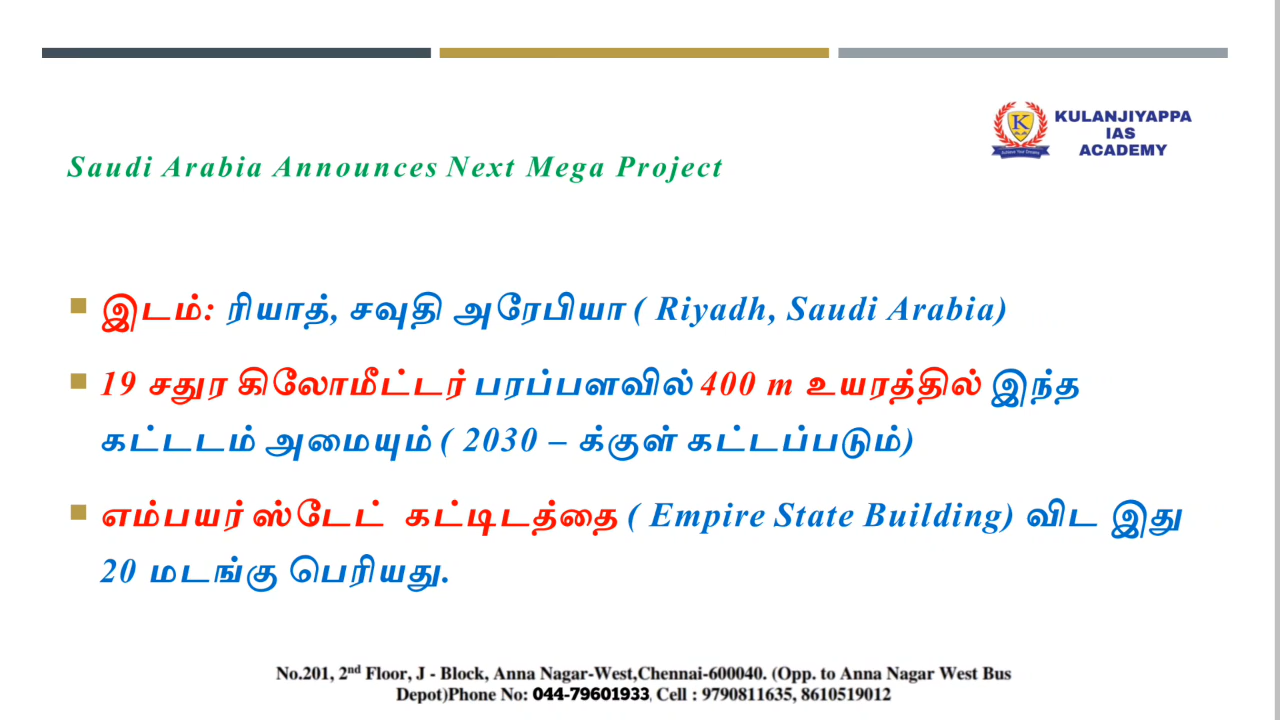 KULANJIYAPPA
IAS
ACADEMY
Saudi Arabia Announces Next Mega Project
இடம்: ரியாத், சவுதி அரேபியா ( Riyadh, Saudi Arabia)
19 சதுர கிலோமீட்டர் பரப்பளவில் 400 m உயரத்தில் இந்த
கட்டடம் அமையும் ( 2030 – க்குள் கட்டப்படும்)
எம்பயர் ஸ்டேட் கட்டிடத்தை ( Empire State Building) விட இது
20 மடங்கு பெரியது.
No.201, 2nd Floor, J - Block, Anna Nagar-West,Chennai-600040. (Opp. to Anna Nagar West Bus
Depot)Phone No: 044-79601933, Cell : 9790811635, 8610519012